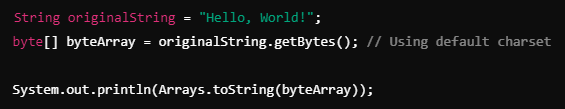 String originalString = "Hello, World!";
byte[] byteArray = originalString.getBytes(); // Using default charset
System.out.println(Arrays.toString(byteArray));